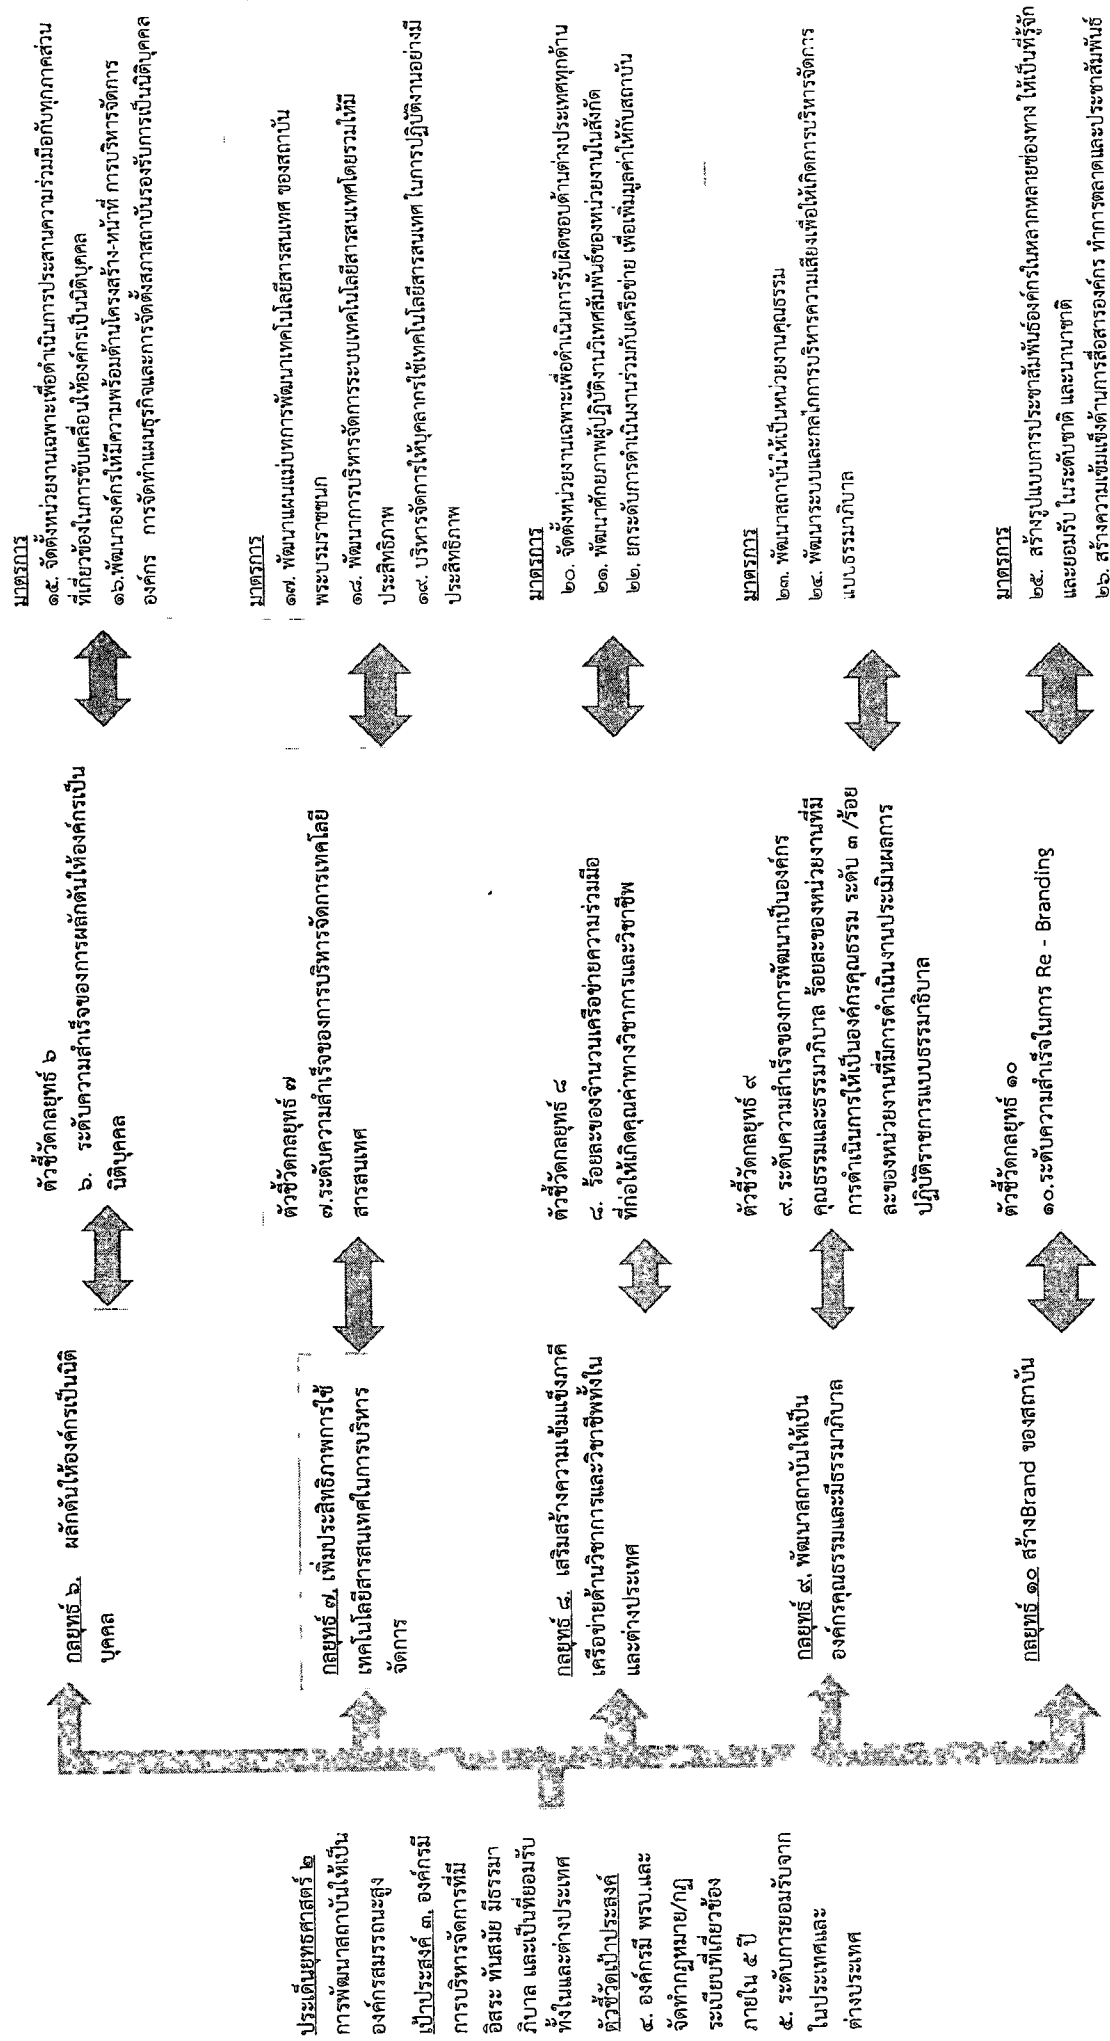 ประเด็นยุทธศาสตร์ ๒
การพัฒนาสถาบันให้เป็น
องค์กรสมรรถนะสูง
เป้าประสงค์ ๓. องค์กรมี
การบริหารจัดการที่มี
อิสระ ทันสมัย มีธรรมา
ภิบาล และเป็นที่ยอมรับ
ทั้งในและต่างประเทศ
ตัวชี้วัดเป้าประสงค์
๔. องค์กรมี พรบ.และ
จัดทำกฎหมาย/กฎ
ระเบียบที่เกี่ยวข้อง
ภายใน ๕ ปี
๕. ระดับการยอมรับจาก
ในประเทศและ
ต่างประเทศ
กลยุทธ์ ๖. ผลักดันให้องค์กรเป็นนิติ
บุคคล
ตัวชี้วัดกลยุทธ์ ๖
๖. ระดับความสำเร็จของการผลักดันให้องค์กรเป็น
นิติบุคคล
มาตรการ
๑๕. จัดตั้งหน่วยงานเฉพาะเพื่อดำเนินการประสานความร่วมมือกับทุกภาคส่วน
ที่เกี่ยวข้องในการขับเคลื่อนให้องค์กรเป็นนิติบุคคล
๑๖.พัฒนาองค์กรให้มีความพร้อมด้านโครงสร้าง-หน้าที่ การบริหารจัดการ
องค์กร การจัดทำแผนธุรกิจและการจัดตั้งสภาสถาบันรองรับการเป็นนิติบุคคล
กลยุทธ์ ๗. เพิ่มประสิทธิภาพการใช้
เทคโนโลยีสารสนเทศในการบริหาร
จัดการ
ตัวชี้วัดกลยุทธ์ ๗
๗.ระดับความสำเร็จของการบริหารจัดการเทคโนโลยี
สารสนเทศ
มาตรการ
๑๗. พัฒนาแผนแม่บทการพัฒนาเทคโนโลยีสารสนเทศ ของสถาบัน
พระบรมราชชนก
๑๘. พัฒนาการบริหารจัดการระบบเทคโนโลยีสารสนเทศโดยรวมให้มี
ประสิทธิภาพ
๑๙. บริหารจัดการให้บุคลากรใช้เทคโนโลยีสารสนเทศ ในการปฏิบัติงานอย่างมี
ประสิทธิภาพ
กลยุทธ์ ๘. เสริมสร้างความเข้มแข็งภาคี
เครือข่ายด้านวิชาการและวิชาชีพทั้งใน
และต่างประเทศ
ตัวชี้วัดกลยุทธ์ ๘
๘. ร้อยละของจำนวนเครือข่ายความร่วมมือ
ที่ก่อให้เกิดคุณค่าทางวิชาการและวิชาชีพ
มาตรการ
๒๐. จัดตั้งหน่วยงานเฉพาะเพื่อดำเนินการรับผิดชอบด้านต่างประเทศทุกด้าน
๒๑. พัฒนาศักยภาพผู้ปฏิบัติงานวิเทศสัมพันธ์ของหน่วยงานในสังกัด
๒๒. ยกระดับการดำเนินงานร่วมกับเครือข่าย เพื่อเพิ่มมูลค่าให้กับสถาบัน
กลยุทธ์ ๙. พัฒนาสถาบันให้เป็น
องค์กรคุณธรรมและมีธรรมาภิบาล
ตัวชี้วัดกลยุทธ์ ๙
๙. ระดับความสำเร็จของการพัฒนาเป็นองค์กร
คุณธรรมและธรรมาภิบาล ร้อยละของหน่วยงานที่มี
การดำเนินการให้เป็นองค์กรคุณธรรม ระดับ ๓ /ร้อย
ละของหน่วยงานที่มีการดำเนินงานประเมินผลการ
ปฏิบัติราชการแบบธรรมาธิบาล
มาตรการ
๒๓. พัฒนาสถาบันให้เป็นหน่วยงานคุณธรรม
๒๔. พัฒนาระบบและกลไกการบริหารความเสี่ยงเพื่อให้เกิดการบริหารจัดการ
แบบธรรมาภิบาล
กลยุทธ์ ๑๐ สร้างBrand ของสถาบัน
ตัวชี้วัดกลยุทธ์ ๑๐
๑๐.ระดับความสำเร็จในการ Re - Branding
มาตรการ
๒๕. สร้างรูปแบบการประชาสัมพันธ์องค์กรในหลากหลายช่องทาง ให้เป็นที่รู้จัก
และยอมรับ ในระดับชาติ และนานาชาติ
๒๖. สร้างความเข้มแข็งด้านการสื่อสารองค์กร ทำการตลาดและประชาสัมพันธ์